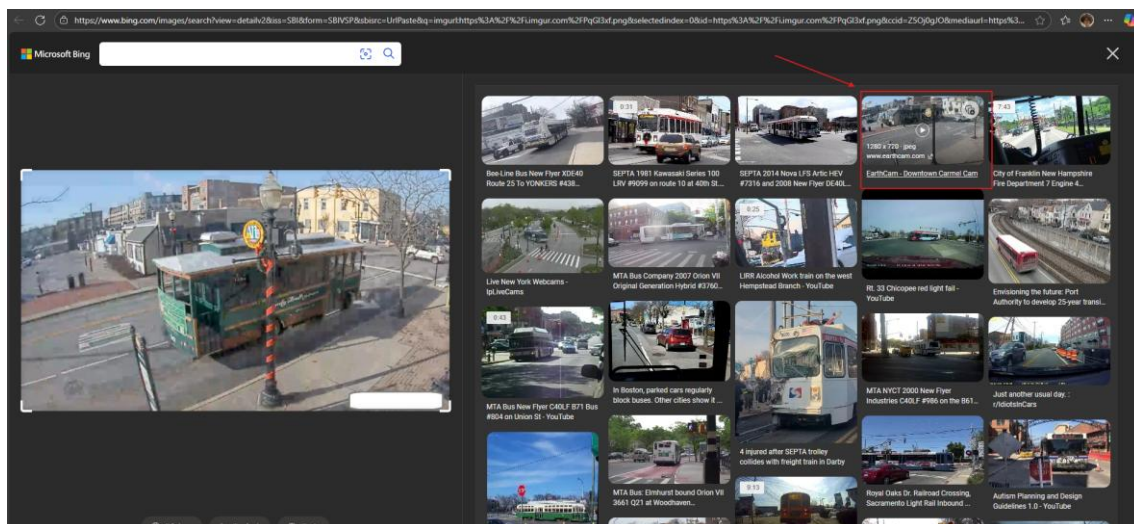 https://www.bing.com/images/search?view=detailv2&iss=SBI&form=SBIVSP&sbisrc=UrlPaste&q=imgurl:https%3A%2F%2Fi.imgur.com%2FPqGl3xf.png&selectedindex=0&id=https%3A%2F%2Fi.imgur.com%2FPqGl3xf.png&ccid=Z5Oj0gJO&mediaurl=https%3...
Microsoft Bing
0:31
7:43
1280 x 720 · jpeg
www.earthcam.com
Bee-Line Bus New Flyer XDE40
Route 25 To YONKERS #438...
SEPTA 1981 Kawasaki Series 100
LRV #9099 on route 10 at 40th St...
SEPTA 2014 Nova LFS Artic HEV
#7316 and 2008 New Flyer DE40L...
EarthCam - Downtown Carmel Cam
City of Franklin New Hampshire
Fire Department 7 Engine 4...
8:25
Live New York Webcams -
IpLiveCams
MTA Bus Company 2007 Orion VII
Original Generation Hybrid #3760...
LIRR Alcohol Work train on the west
Hempstead Branch - YouTube
Rt. 33 Chicopee red light fail -
YouTube
Envisioning the future: Port
Authority to develop 25-year transi...
0:43
MTA Bus New Flyer C40LF B71 Bus
#804 on Union St - YouTube
In Boston, parked cars regularly
block buses. Other cities show it ...
4 injured after SEPTA trolley
collides with freight train in Darby
MTA NYCT 2000 New Flyer
Industries C40LF #986 on the B61...
Just another usual day. :
r/IdiotsInCars
MTA Bus: Elmhurst bound Orion VII
3661 Q21 at Woodhaven...
9:13
Royal Oaks Dr. Railroad Crossing,
Sacramento Light Rail Inbound ...
Autism Planning and Design
Guidelines 1.0 - YouTube